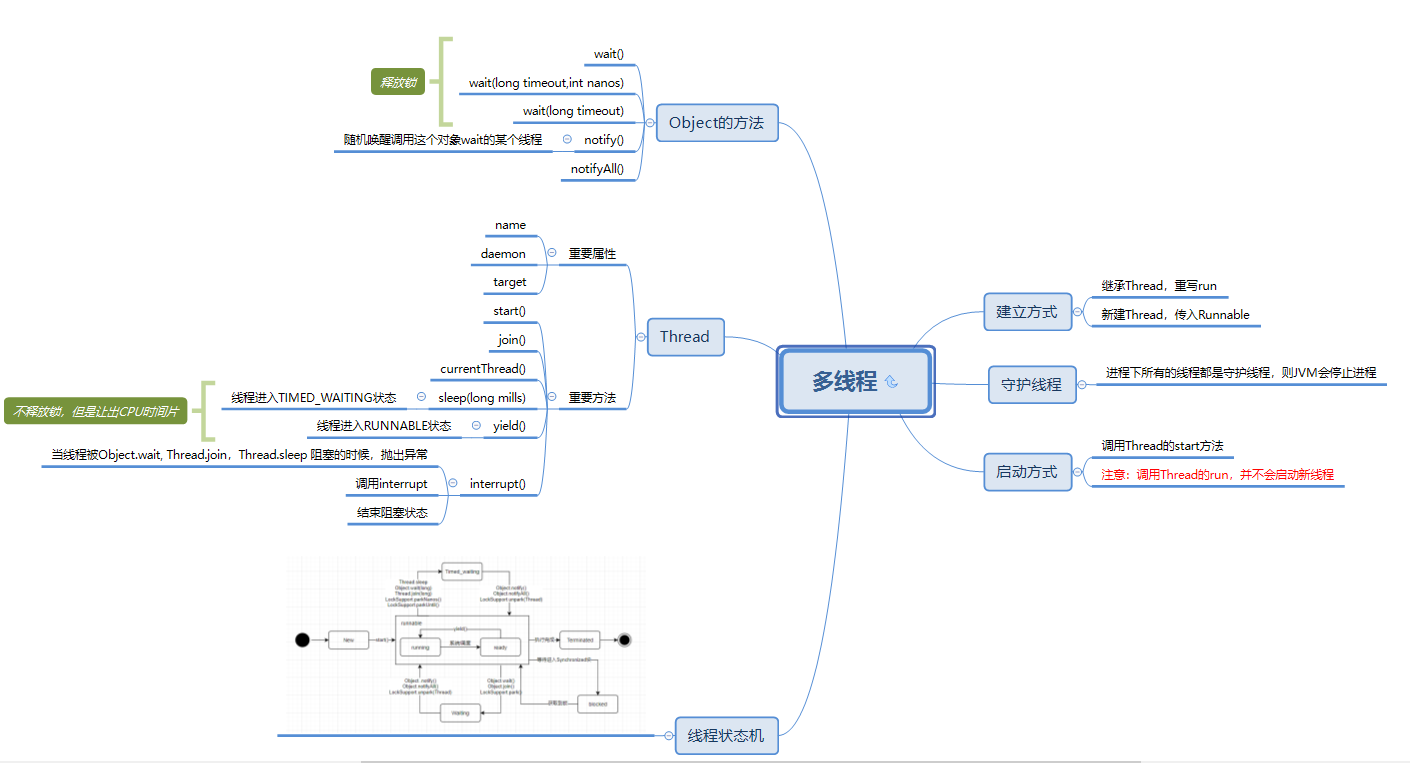 多线程
Object的方法
wait()
wait(long timeout,int nanos)
wait(long timeout)
释放锁
notify()
随机唤醒调用这个对象wait的某个线程
notifyAll()
Thread
重要属性
name
daemon
target
重要方法
start()
join()
currentThread()
sleep(long mills)
线程进入TIMED_WAITING状态
yield()
线程进入RUNNABLE状态
不释放锁，但是让出CPU时间片
interrupt()
当线程被Object.wait, Thread.join，Thread.sleep 阻塞的时候，抛出异常
调用interrupt
结束阻塞状态
线程状态机
Timed_waiting
Thread.sleep
Object.wait(long)
Thread.join(long)
LockSupport.parkNanos()
LockSupport.parkUntil()
Object.notify()
Object.notifyAll()
LockSupport.unpark(Thread)
runnable
yield()
New
start()
running
系统调度
ready
执行完成
Terminated
等待进入Synchronized块
Object.notify()
Object.notifyAll()
LockSupport.unpark(Thread)
Object.wait()
Object.join()
LockSupport.park()
Waiting
blocked
建立方式
继承Thread，重写run
新建Thread，传入Runnable
守护线程
进程下所有的线程都是守护线程，则JVM会停止进程
启动方式
调用Thread的start方法
注意：调用Thread的run，并不会启动新线程